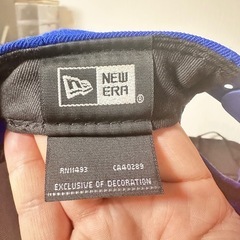 NEW
ERA
®
RN11493 CA40289
EXCLUSIVE OF DECORATION